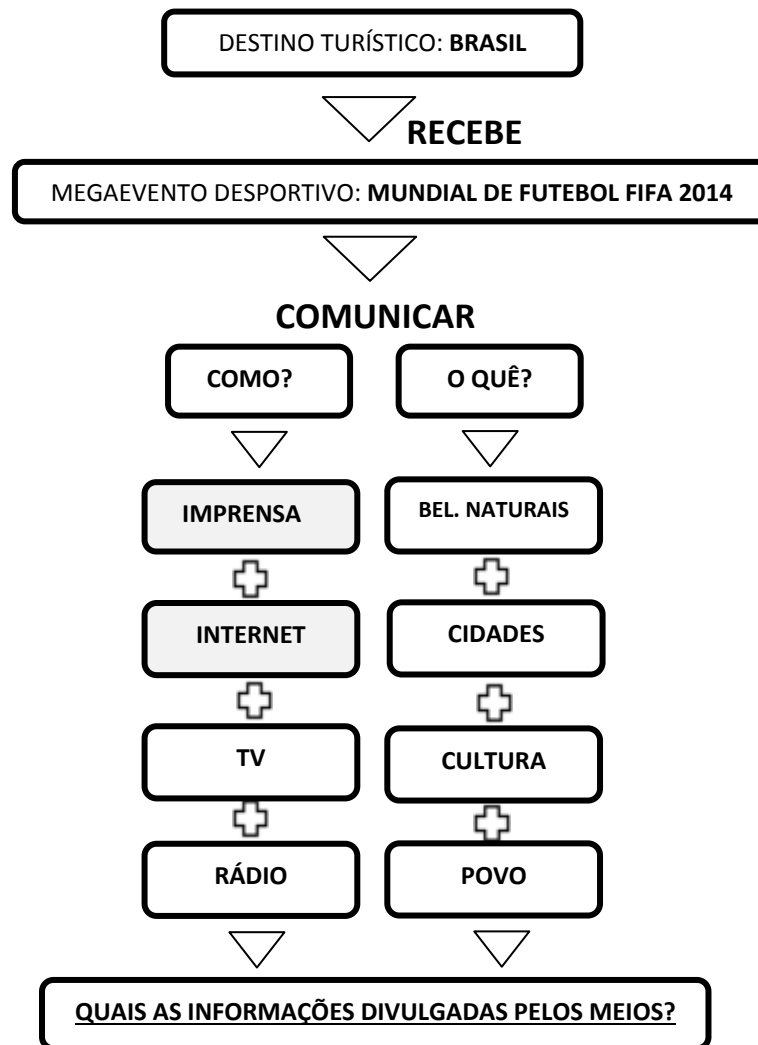 DESTINO TURÍSTICO: BRASIL
RECEBE
MEGAEVENTO DESPORTIVO: MUNDIAL DE FUTEBOL FIFA 2014
COMUNICAR
COMO?
O QUÊ?
IMPRENSA
BEL. NATURAIS
INTERNET
CIDADES
TV
CULTURA
RÁDIO
POVO
QUAIS AS INFORMAÇÕES DIVULGADAS PELOS MEIOS?